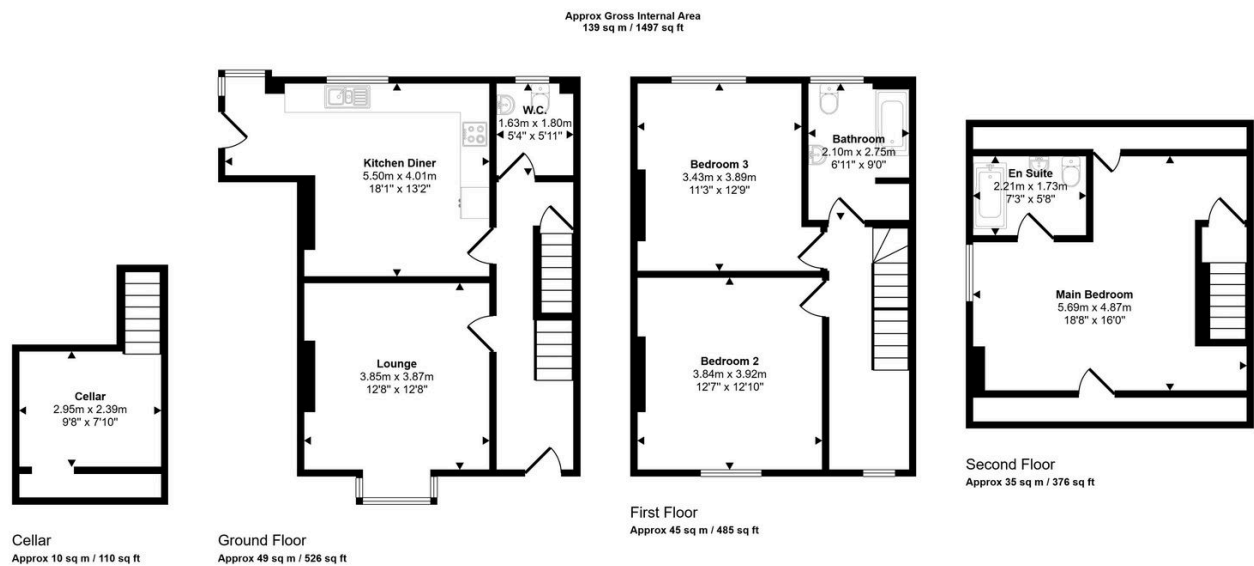 Approx Gross Internal Area
139 sq m / 1497 sq ft
Kitchen Diner
5.50m x 4.01m
18'1" x 13'2"
W.C.
1.63m x 1.80m
5'4" x 5'11"
Lounge
3.85m x 3.87m
12'8" x 12'8"
Cellar
2.95m x 2.39m
9'8" x 7'10"
Bedroom 3
3.43m x 3.89m
11'3" x 12'9"
Bathroom
2.10m x 2.75m
6'11" x 9'0"
Bedroom 2
3.84m x 3.92m
12'7" x 12'10"
En Suite
2.21m x 1.73m
7'3" x 5'8"
Main Bedroom
5.69m x 4.87m
18'8" x 16'0"
Cellar
Approx 10 sq m / 110 sq ft
Ground Floor
Approx 49 sq m / 526 sq ft
First Floor
Approx 45 sq m / 485 sq ft
Second Floor
Approx 35 sq m / 376 sq ft